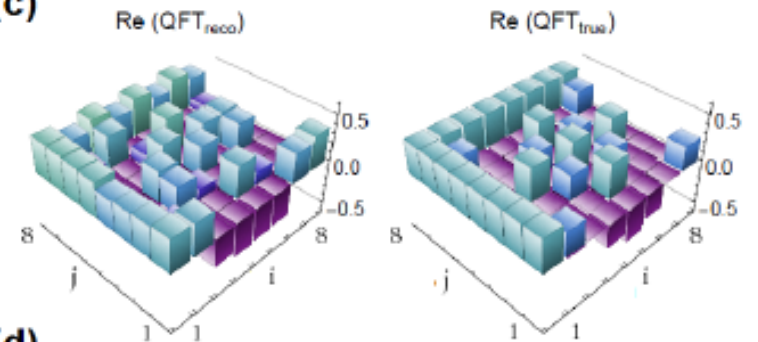 (c)
Re (QFTreco) Re (QFTtrue)
0.5 0.5
0.0 0.0
−0.5 −0.5
8 8 8 8
j i j i
1 1 1 1
(d)